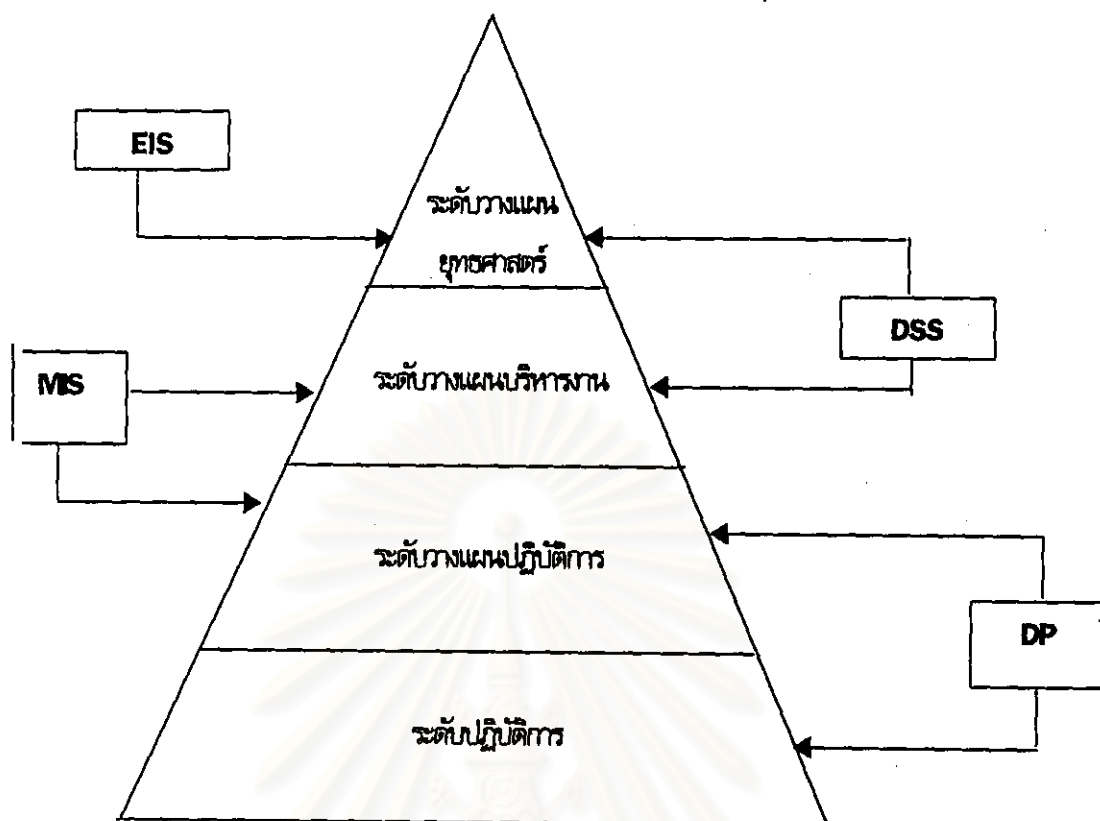 EIS
ระดับวางแผน
ยุทธศาสตร์
DSS
MIS
ระดับวางแผนบริหารงาน
ระดับวางแผนปฏิบัติการ
DP
ระดับปฏิบัติการ